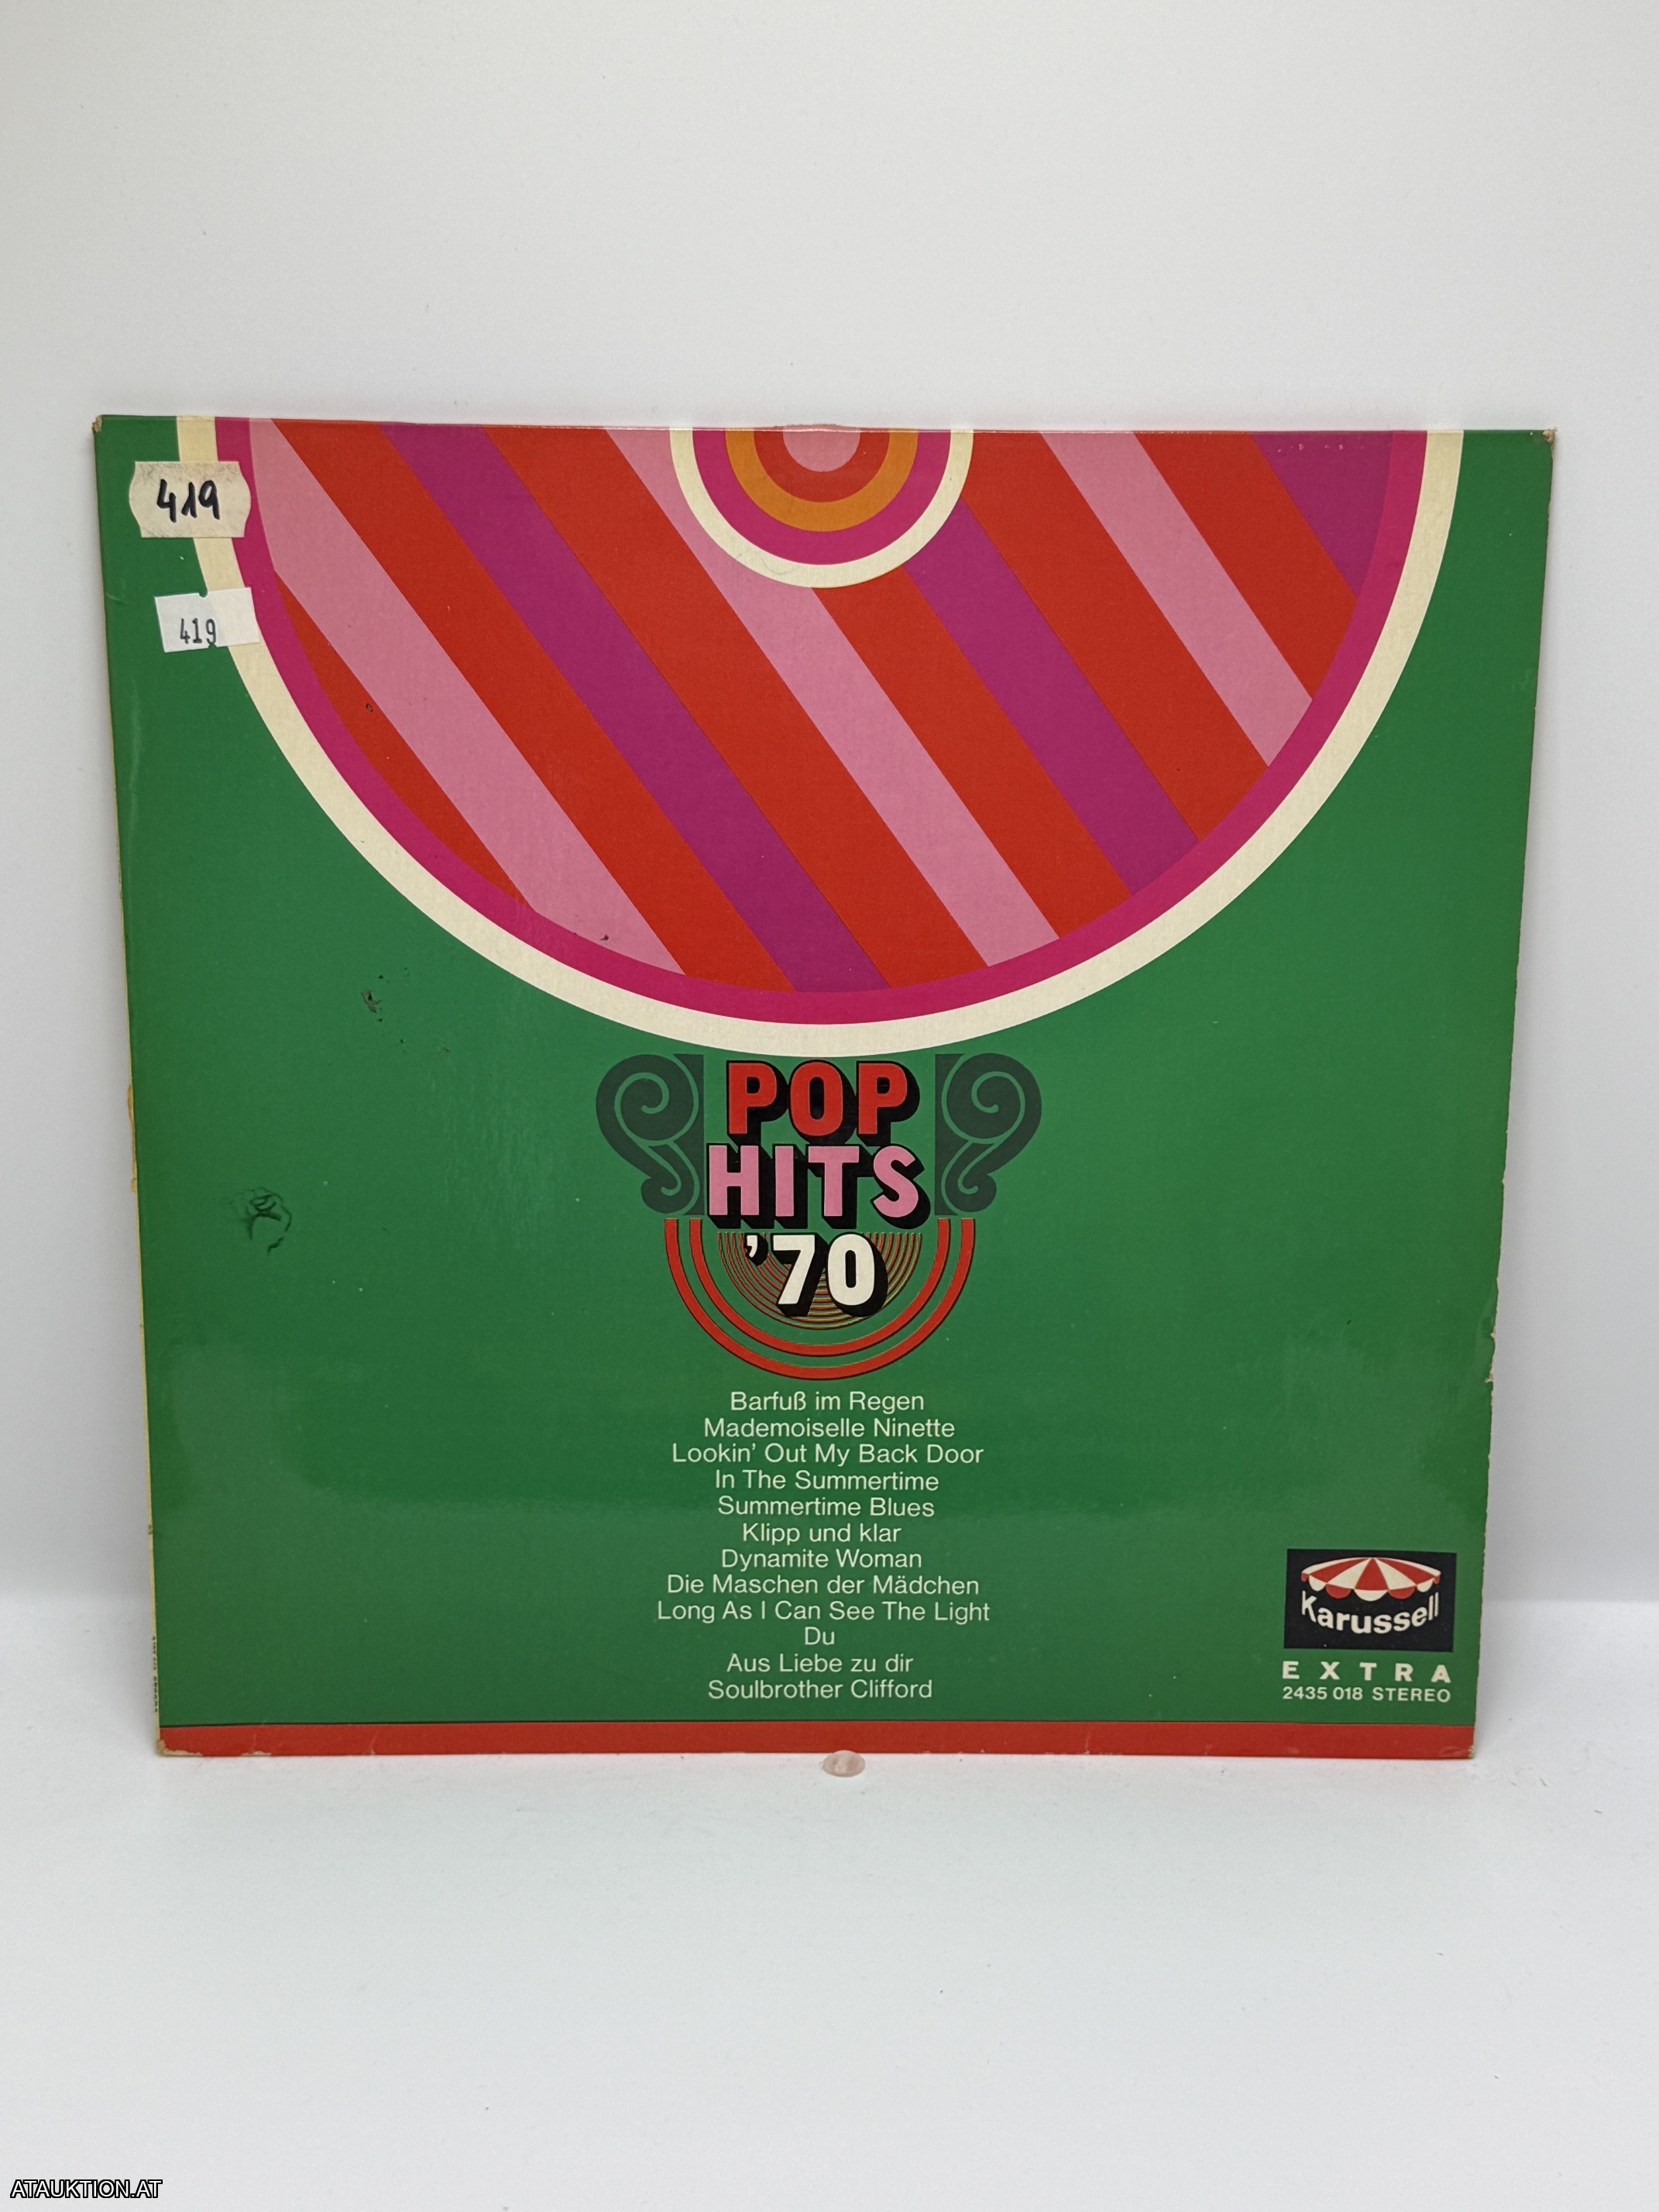 419
419
POP
HITS
'70
Barfuß im Regen
Mademoiselle Ninette
Lookin' Out My Back Door
In The Summertime
Summertime Blues
Klipp und klar
Dynamite Woman
Die Maschen der Mädchen
Long As I Can See The Light
Du
Aus Liebe zu dir
Soulbrother Clifford
Karussell
EXTRA
2435 018 STEREO
ATAUKTION.AT